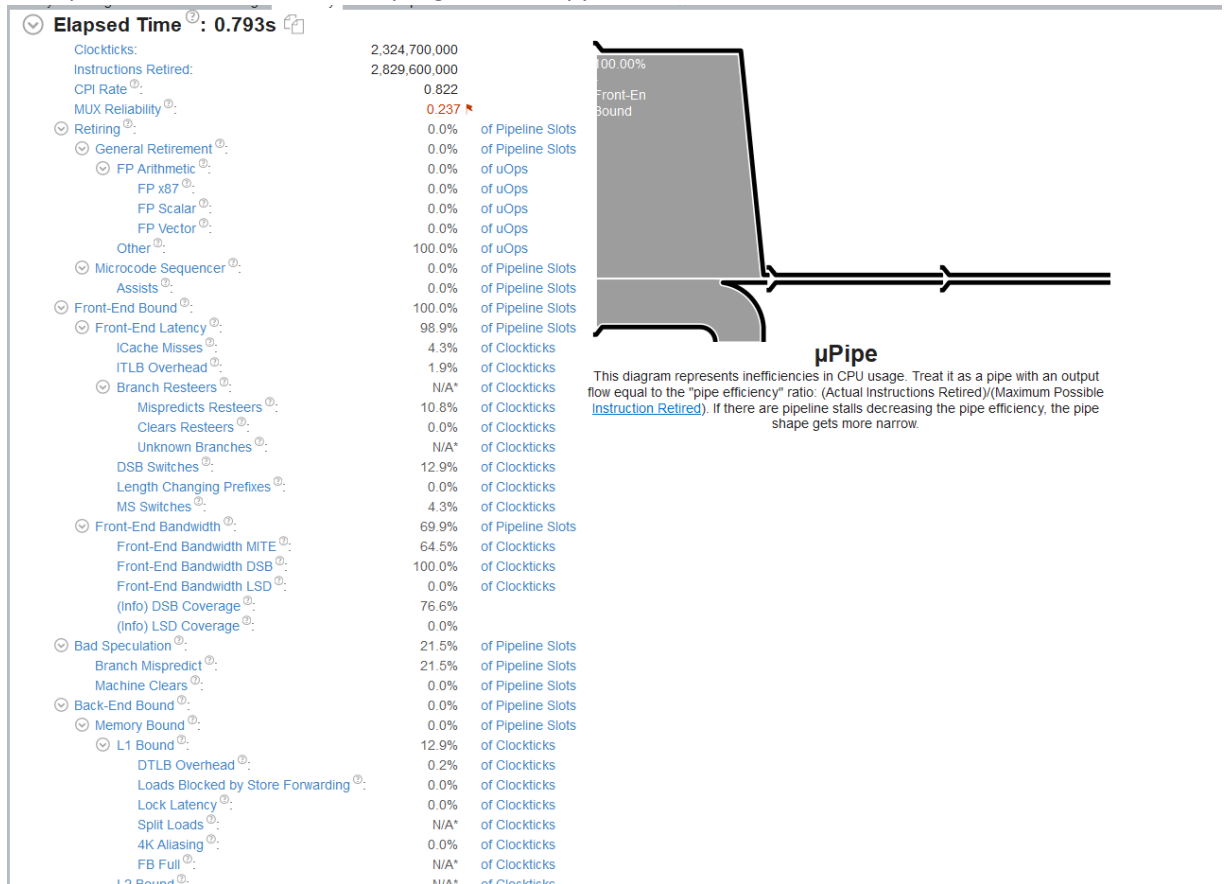 Elapsed Time ?: 0.793s
Clockticks: 2,324,700,000
Instructions Retired: 2,829,600,000
CPI Rate ?: 0.822
MUX Reliability ?: 0.237
Retiring ?: 0.0% of Pipeline Slots
General Retirement ?: 0.0% of Pipeline Slots
FP Arithmetic ?: 0.0% of uOps
FP x87 ?: 0.0% of uOps
FP Scalar ?: 0.0% of uOps
FP Vector ?: 0.0% of uOps
Other ?: 100.0% of uOps
Microcode Sequencer ?: 0.0% of Pipeline Slots
Assists ?: 0.0% of Pipeline Slots
Front-End Bound ?: 100.0% of Pipeline Slots
Front-End Latency ?: 98.9% of Pipeline Slots
ICache Misses ?: 4.3% of Clockticks
ITLB Overhead ?: 1.9% of Clockticks
Branch Resteers ?: N/A* of Clockticks
Mispredicts Resteers ?: 10.8% of Clockticks
Clears Resteers ?: 0.0% of Clockticks
Unknown Branches ?: N/A* of Clockticks
DSB Switches ?: 12.9% of Clockticks
Length Changing Prefixes ?: 0.0% of Clockticks
MS Switches ?: 4.3% of Clockticks
Front-End Bandwidth ?: 69.9% of Pipeline Slots
Front-End Bandwidth MITE ?: 64.5% of Clockticks
Front-End Bandwidth DSB ?: 100.0% of Clockticks
Front-End Bandwidth LSD ?: 0.0% of Clockticks
(Info) DSB Coverage ?: 76.6%
(Info) LSD Coverage ?: 0.0%
Bad Speculation ?: 21.5% of Pipeline Slots
Branch Mispredict ?: 21.5% of Pipeline Slots
Machine Clears ?: 0.0% of Pipeline Slots
Back-End Bound ?: 0.0% of Pipeline Slots
Memory Bound ?: 0.0% of Pipeline Slots
L1 Bound ?: 12.9% of Clockticks
DTLB Overhead ?: 0.2% of Clockticks
Loads Blocked by Store Forwarding ?: 0.0% of Clockticks
Lock Latency ?: 0.0% of Clockticks
Split Loads ?: N/A* of Clockticks
4K Aliasing ?: 0.0% of Clockticks
FB Full ?: N/A* of Clockticks
L2 Bound ?: N/A* of Clockticks
100.00%
-
Front-En
Bound
µPipe
This diagram represents inefficiencies in CPU usage. Treat it as a pipe with an output
flow equal to the "pipe efficiency" ratio: (Actual Instructions Retired)/(Maximum Possible
Instruction Retired). If there are pipeline stalls decreasing the pipe efficiency, the pipe
shape gets more narrow.